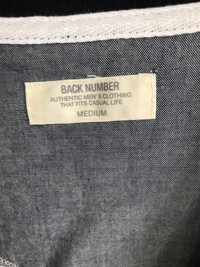 BACK NUMBER
AUTHENTIC MEN'S CLOTHING
THAT FITS CASUAL LIFE
MEDIUM